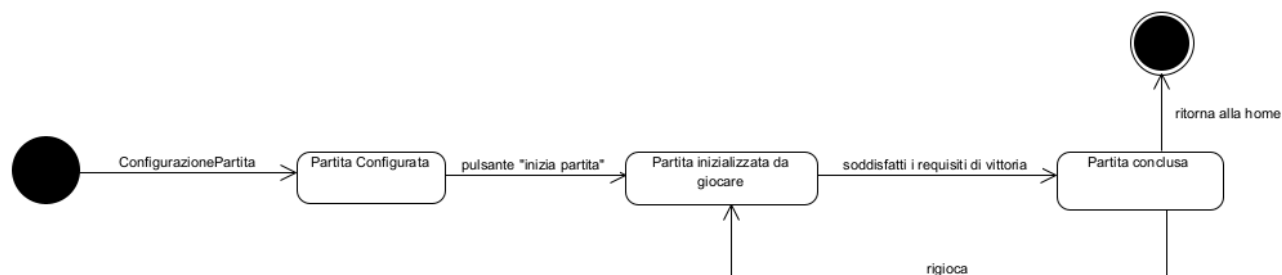 ritorna alla home
ConfigurazionePartita
Partita Configurata
pulsante "inizia partita"
Partita inizializzata da
giocare
soddisfatti i requisiti di vittoria
Partita conclusa
rigioca